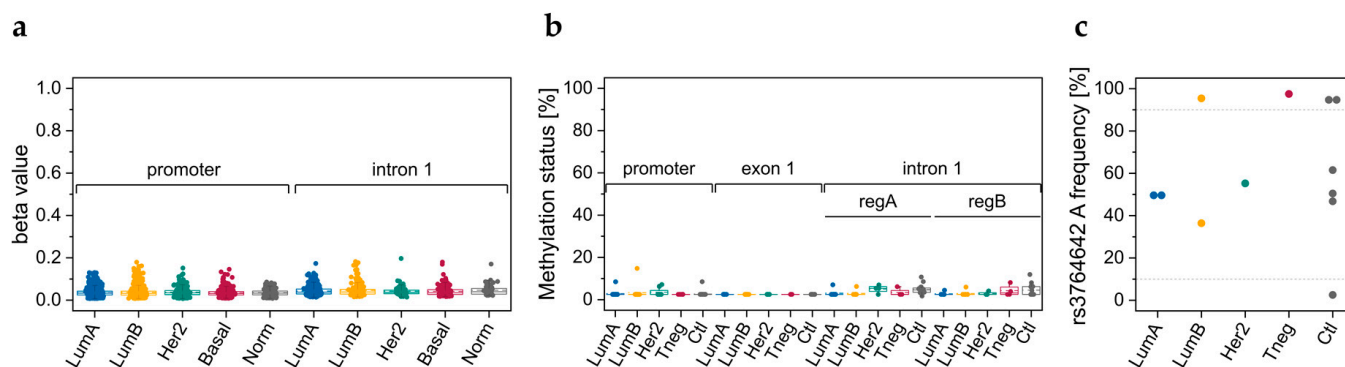 a
beta value
1.0
0.8
0.6
0.4
0.2
0.0
promoter
intron 1
LumA
LumB
Her2
Basal
Norm
LumA
LumB
Her2
Basal
Norm
b
Methylation status [%]
100
80
60
40
20
0
promoter
exon 1
intron 1
regA
regB
LumA
LumB
Her2
Tneg
Ctl
LumA
LumB
Her2
Tneg
Ctl
LumA
LumB
Her2
Tneg
Ctl
LumA
LumB
Her2
Tneg
Ctl
c
rs3764642 A frequency [%]
100
80
60
40
20
0
LumA
LumB
Her2
Tneg
Ctl